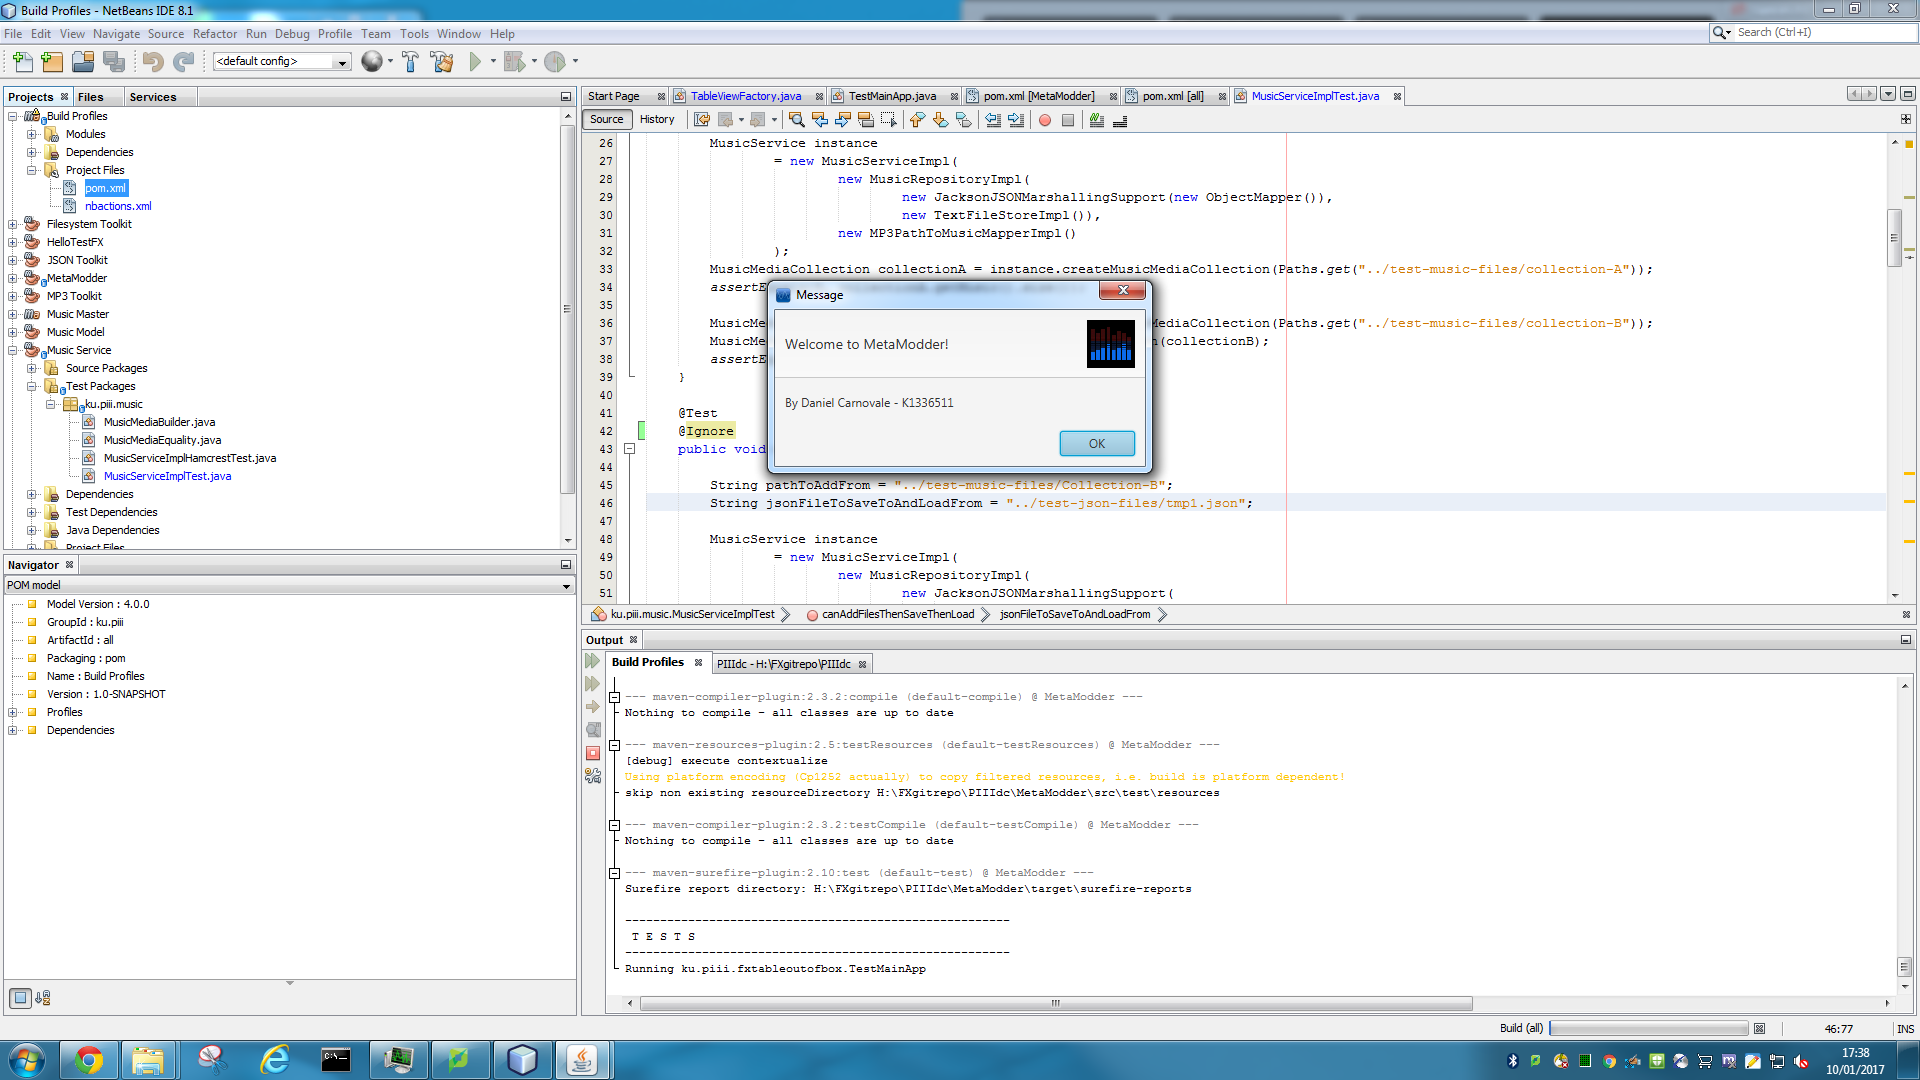 Build Profiles - NetBeans IDE 8.1
File Edit View Navigate Source Refactor Run Debug Profile Team Tools Window Help
Search (Ctrl+I)
<default config>
Projects Files Services
Build Profiles
Modules
Dependencies
Project Files
pom.xml
nbactions.xml
Filesystem Toolkit
HelloTestFX
JSON Toolkit
MetaModder
MP3 Toolkit
Music Master
Music Model
Music Service
Source Packages
Test Packages
ku.piii.music
MusicMediaBuilder.java
MusicMediaEquality.java
MusicServiceImplHamcrestTest.java
MusicServiceImplTest.java
Dependencies
Test Dependencies
Java Dependencies
Project Files
Navigator
POM model
Model Version : 4.0.0
GroupId : ku.piii
ArtifactId : all
Packaging : pom
Name : Build Profiles
Version : 1.0-SNAPSHOT
Profiles
Dependencies
Start Page TableViewFactory.java TestMainApp.java pom.xml [MetaModder] pom.xml [all] MusicServiceImplTest.java
Source History
26 MusicService instance
27 = new MusicServiceImpl(
28 new MusicRepositoryImpl(
29 new JacksonJSONMarshallingSupport(new ObjectMapper()),
30 new TextFileStoreImpl()),
31 new MP3PathToMusicMapperImpl()
32 );
33 MusicMediaCollection collectionA = instance.createMusicMediaCollection(Paths.get("../test-music-files/collection-A"));
34 assertE
35
36 MusicMe MediaCollection(Paths.get("../test-music-files/collection-B"));
37 MusicMe (collectionB);
38 assertE
39 }
40
41 @Test
42 @Ignore
43 public void
44
45 String pathToAddFrom = "../test-music-files/Collection-B";
46 String jsonFileToSaveToAndLoadFrom = "../test-json-files/tmp1.json";
47
48 MusicService instance
49 = new MusicServiceImpl(
50 new MusicRepositoryImpl(
51 new JacksonJSONMarshallingSupport(
Message
Welcome to MetaModder!
By Daniel Carnovale - K1336511
OK
ku.piii.music.MusicServiceImplTest canAddFilesThenSaveThenLoad jsonFileToSaveToAndLoadFrom
Output
Build Profiles PIIIdc - H:\FXgitrepo\PIIIdc
--- maven-compiler-plugin:2.3.2:compile (default-compile) @ MetaModder ---
Nothing to compile - all classes are up to date
--- maven-resources-plugin:2.5:testResources (default-testResources) @ MetaModder ---
[debug] execute contextualize
Using platform encoding (Cp1252 actually) to copy filtered resources, i.e. build is platform dependent!
skip non existing resourceDirectory H:\FXgitrepo\PIIIdc\MetaModder\src\test\resources
--- maven-compiler-plugin:2.3.2:testCompile (default-testCompile) @ MetaModder ---
Nothing to compile - all classes are up to date
--- maven-surefire-plugin:2.10:test (default-test) @ MetaModder ---
Surefire report directory: H:\FXgitrepo\PIIIdc\MetaModder\target\surefire-reports
-------------------------------------------------------
T E S T S
-------------------------------------------------------
Running ku.piii.fxtableoutofbox.TestMainApp
Build (all) 46:77 INS
17:38
10/01/2017